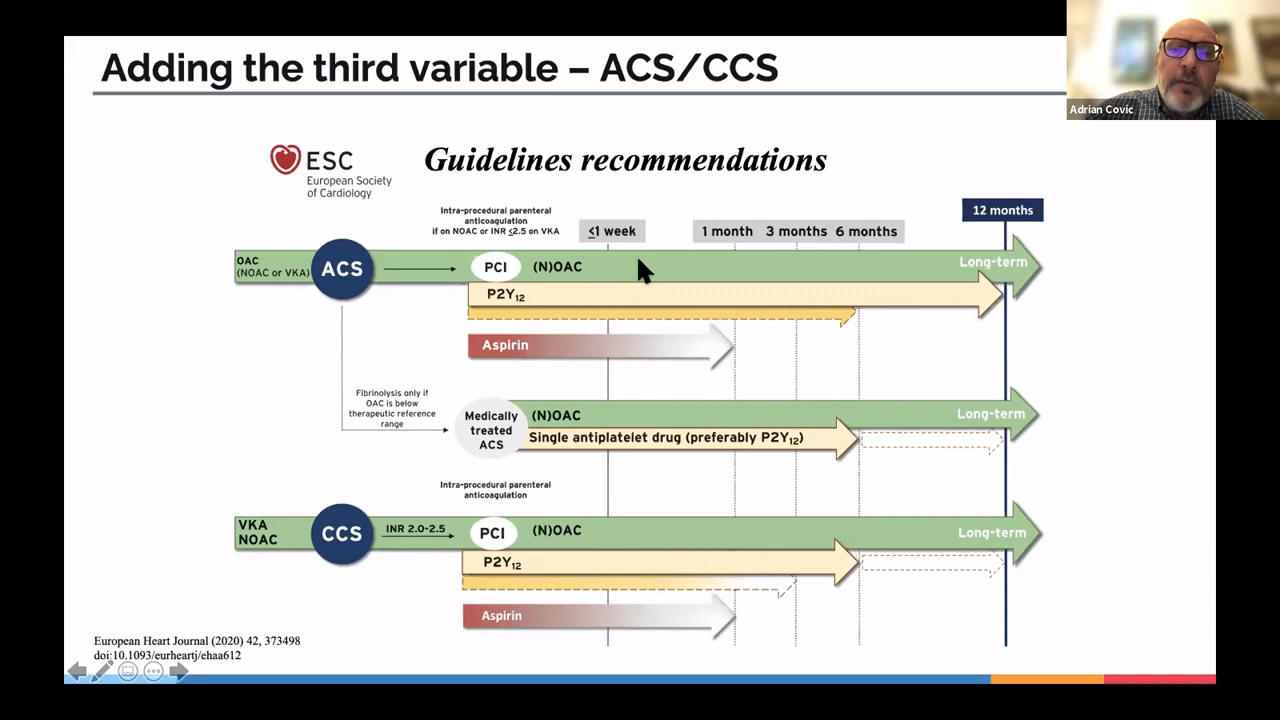 Adding the third variable – ACS/CCS
Adrian Covic
ESC
European Society
of Cardiology
Guidelines recommendations
Intra-procedural parenteral
anticoagulation
if on NOAC or INR ≤2.5 on VKA
≤1 week
1 month
3 months
6 months
12 months
OAC
(NOAC or VKA)
ACS
PCI
(N)OAC
Long-term
P2Y12
Aspirin
Fibrinolysis only if
OAC is below
therapeutic reference
range
Medically
treated
ACS
(N)OAC
Long-term
Single antiplatelet drug (preferably P2Y12)
Intra-procedural parenteral
anticoagulation
VKA
NOAC
CCS
INR 2.0-2.5
PCI
(N)OAC
Long-term
P2Y12
Aspirin
European Heart Journal (2020) 42, 373498
doi:10.1093/eurheartj/ehaa612